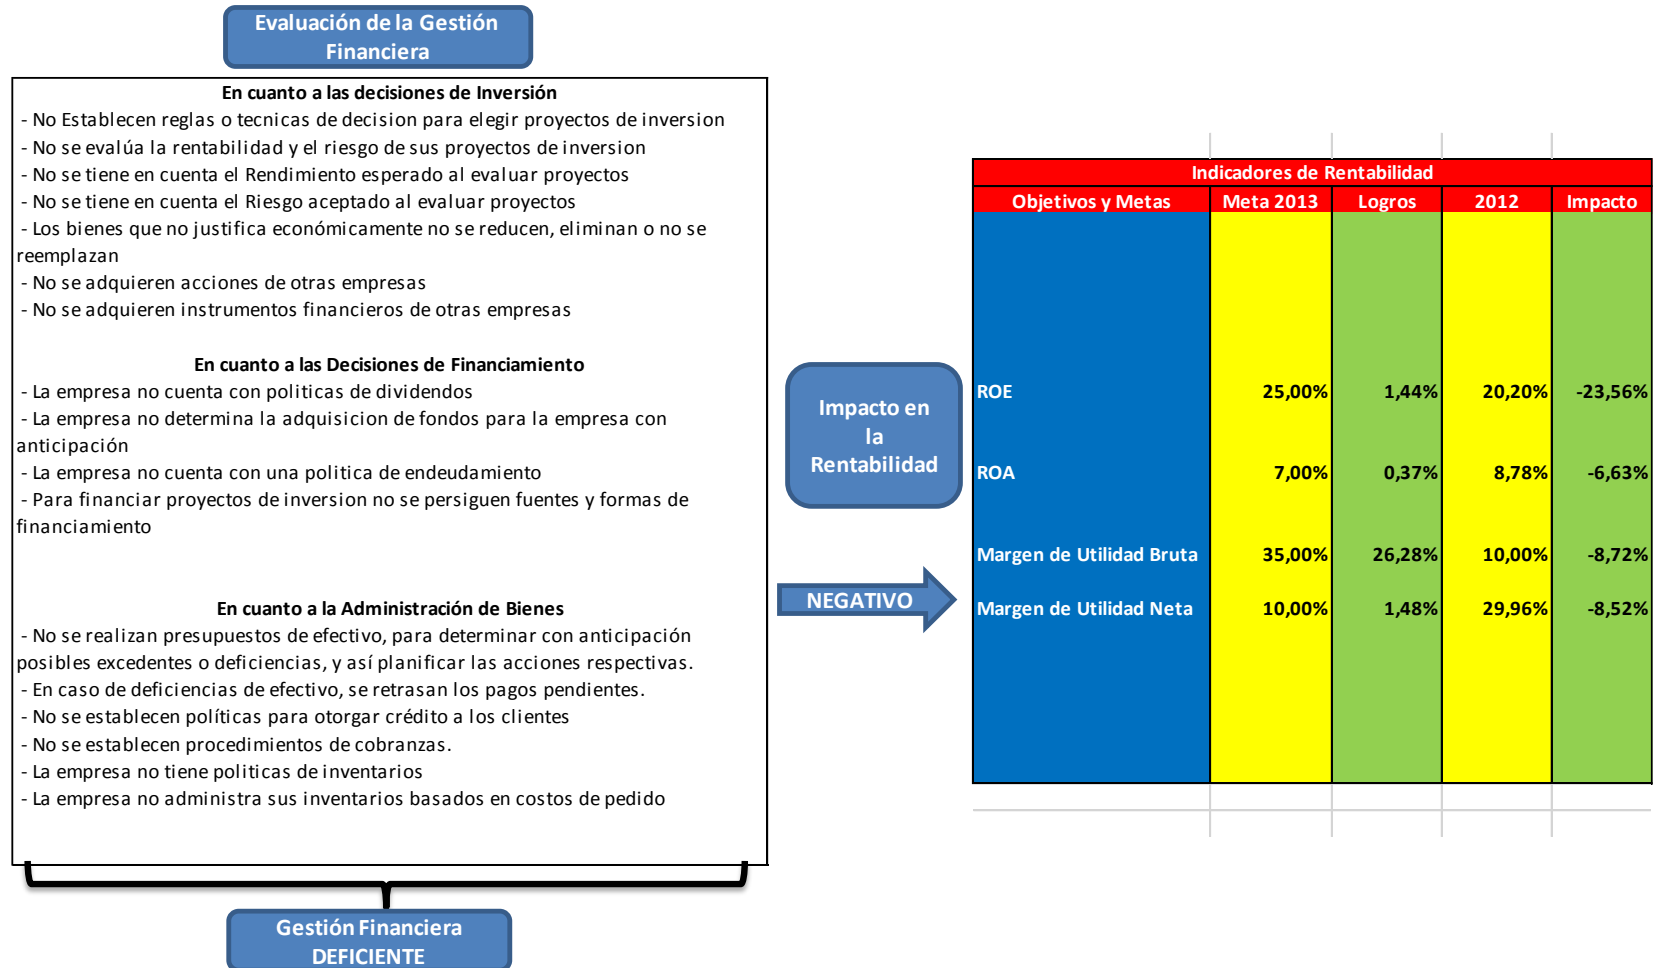 Evaluación de la Gestión
Financiera
En cuanto a las decisiones de Inversión
- No Establecen reglas o tecnicas de decision para elegir proyectos de inversion
- No se evalúa la rentabilidad y el riesgo de sus proyectos de inversion
- No se tiene en cuenta el Rendimiento esperado al evaluar proyectos
- No se tiene en cuenta el Riesgo aceptado al evaluar proyectos
- Los bienes que no justifica económicamente no se reducen, eliminan o no se
reemplazan
- No se adquieren acciones de otras empresas
- No se adquieren instrumentos financieros de otras empresas
En cuanto a las Decisiones de Financiamiento
- La empresa no cuenta con politicas de dividendos
- La empresa no determina la adquisicion de fondos para la empresa con
anticipación
- La empresa no cuenta con una politica de endeudamiento
- Para financiar proyectos de inversion no se persiguen fuentes y formas de
financiamiento
En cuanto a la Administración de Bienes
- No se realizan presupuestos de efectivo, para determinar con anticipación
posibles excedentes o deficiencias, y así planificar las acciones respectivas.
- En caso de deficiencias de efectivo, se retrasan los pagos pendientes.
- No se establecen políticas para otorgar crédito a los clientes
- No se establecen procedimientos de cobranzas.
- La empresa no tiene politicas de inventarios
- La empresa no administra sus inventarios basados en costos de pedido
Gestión Financiera
DEFICIENTE
Impacto en
la
Rentabilidad
NEGATIVO
Indicadores de Rentabilidad
Objetivos y Metas Meta 2013 Logros 2012 Impacto
ROE 25,00% 1,44% 20,20% -23,56%
ROA 7,00% 0,37% 8,78% -6,63%
Margen de Utilidad Bruta 35,00% 26,28% 10,00% -8,72%
Margen de Utilidad Neta 10,00% 1,48% 29,96% -8,52%